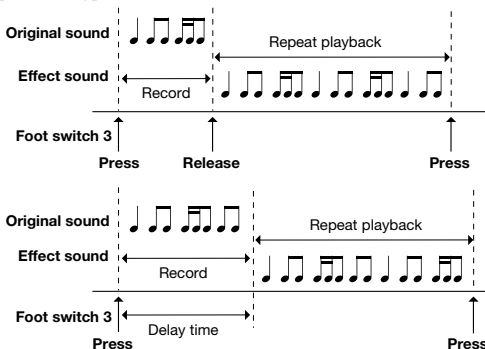 Original sound
Repeat playback
Effect sound
Record
Foot switch 3
Press Release Press
Original sound
Repeat playback
Effect sound
Record
Foot switch 3
Delay time
Press Press